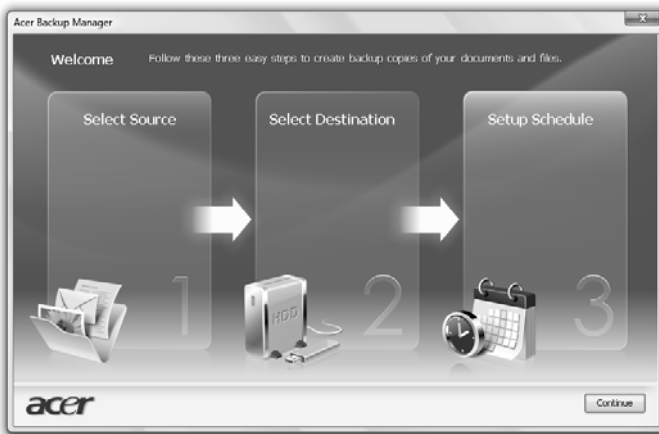 Acer Backup Manager
Welcome
Follow these three easy steps to create backup copies of your documents and files.
Select Source
Select Destination
Setup Schedule
1
HDD
2
3
acer
Continue